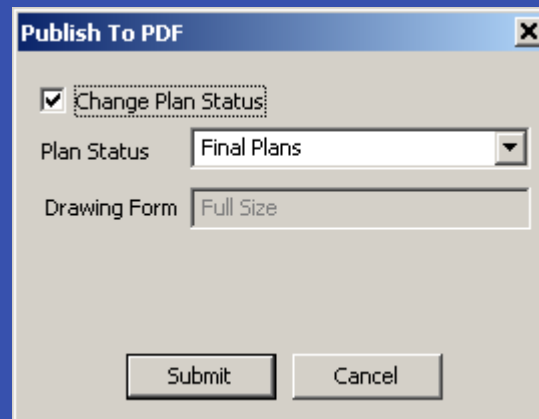 Publish To PDF
Change Plan Status
Plan Status Final Plans
Drawing Form Full Size
Submit Cancel